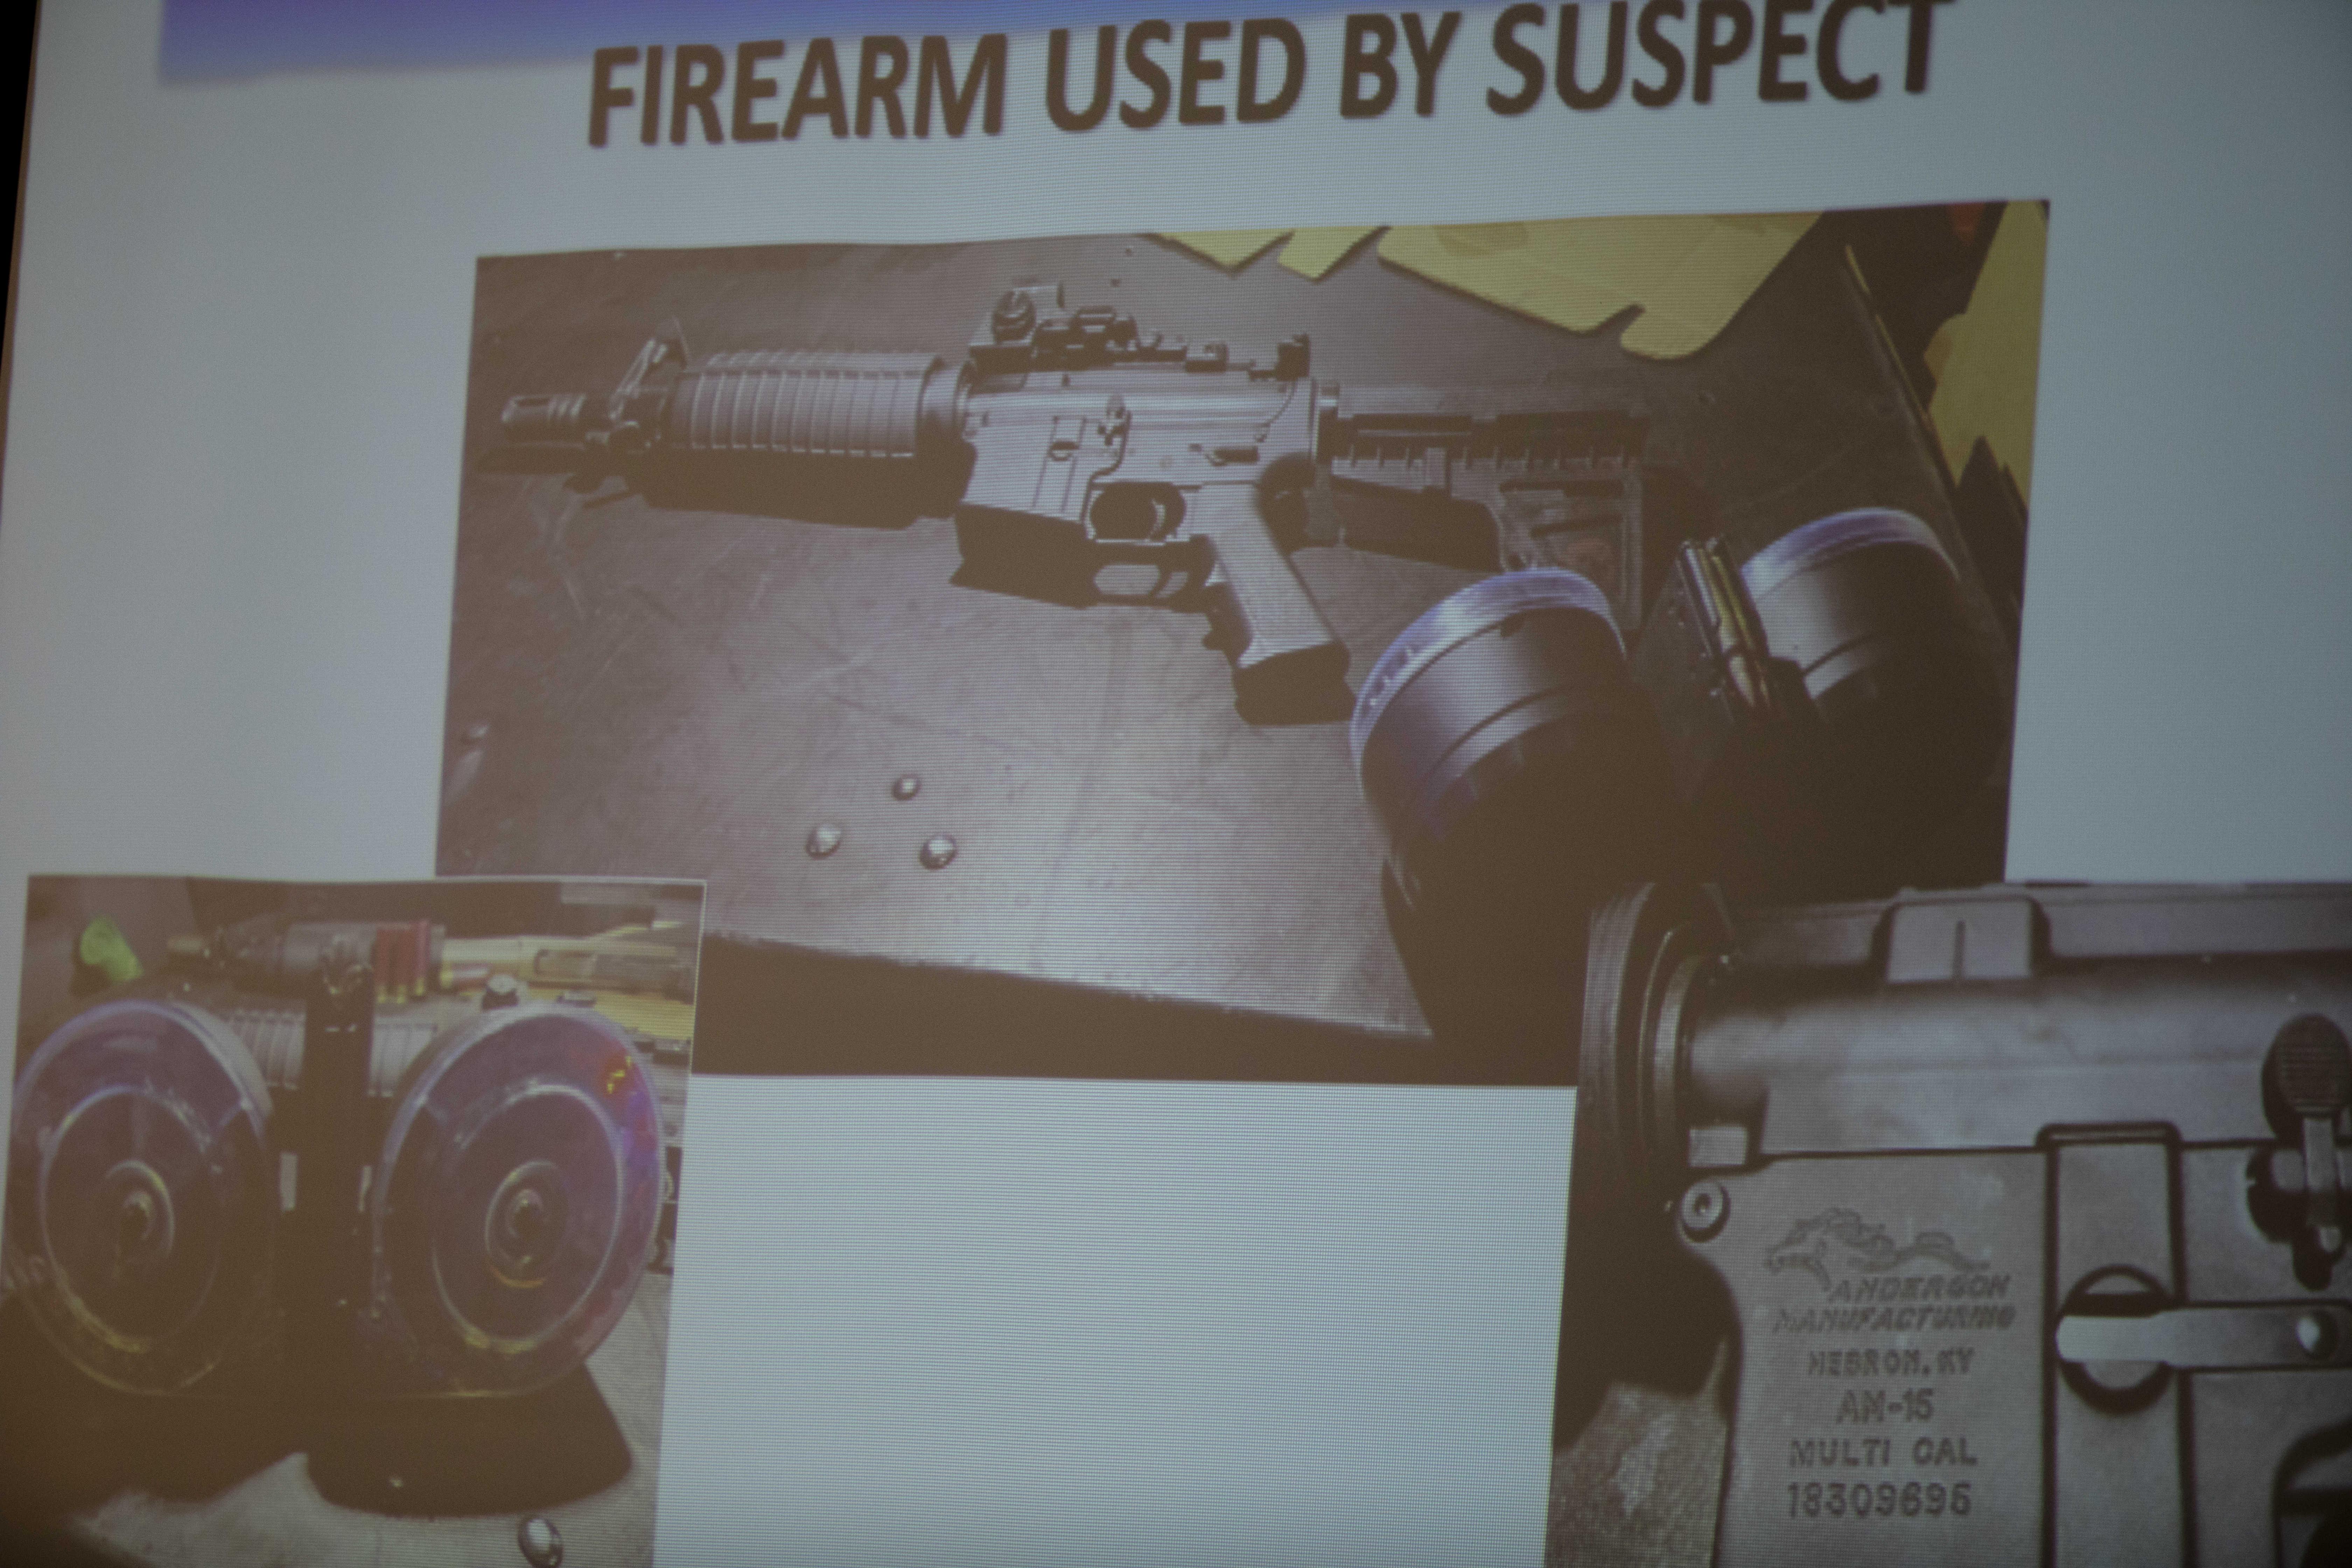 FIREARM USED BY SUSPECT
ANDERSON
MANUFACTURING
HEBRON, KY
AM-15
MULTI CAL
18309696